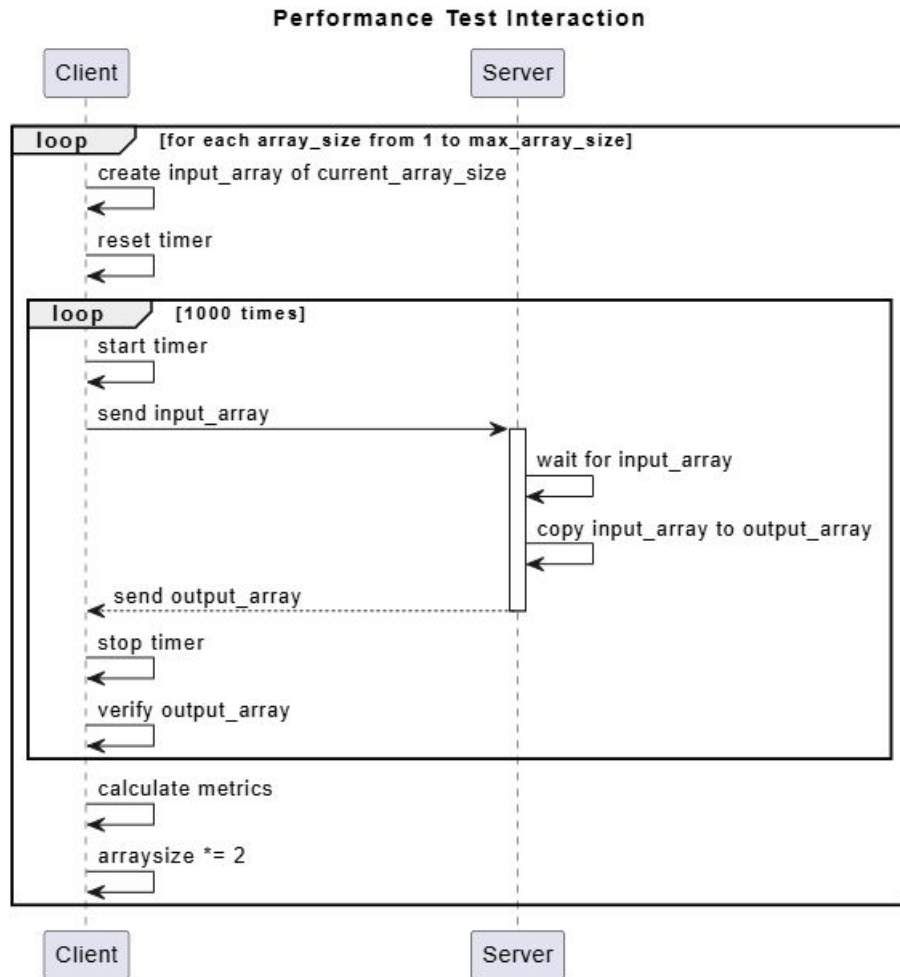 Performance Test Interaction
Client Server
loop [for each array_size from 1 to max_array_size]
create input_array of current_array_size
reset timer
loop [1000 times]
start timer
send input_array
wait for input_array
copy input_array to output_array
send output_array
stop timer
verify output_array
calculate metrics
arraysize *= 2
Client Server